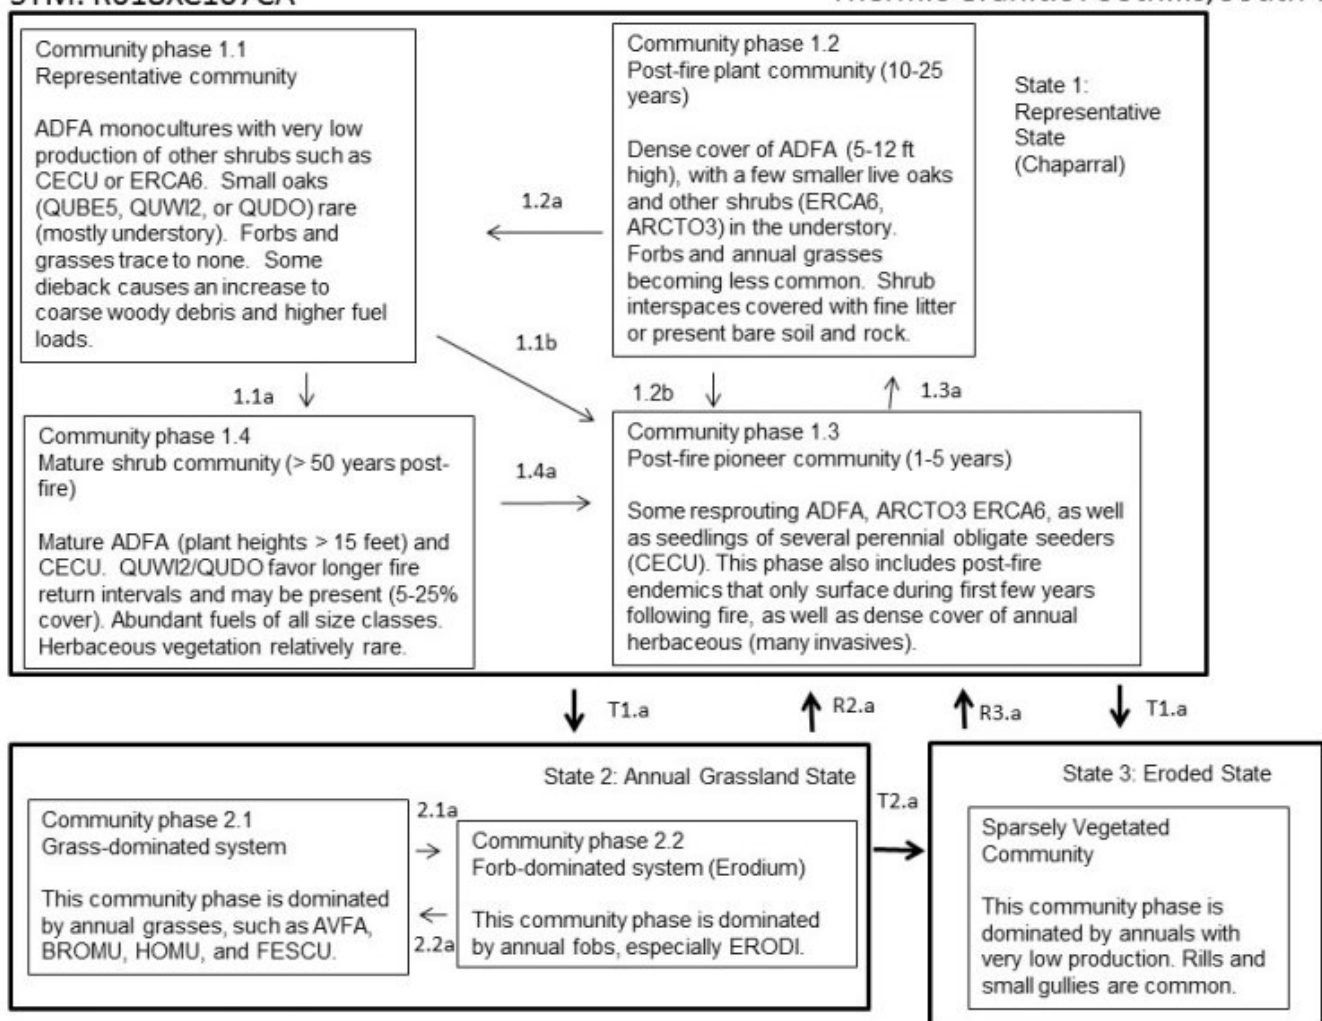 Community phase 1.1
Representative community
ADFA monocultures with very low
production of other shrubs such as
CECU or ERCA6. Small oaks
(QUBE5, QUWI2, or QUDO) rare
(mostly understory). Forbs and
grasses trace to none. Some
dieback causes an increase to
coarse woody debris and higher fuel
loads.
1.2a
Community phase 1.2
Post-fire plant community (10-25
years)
Dense cover of ADFA (5-12 ft
high), with a few smaller live oaks
and other shrubs (ERCA6,
ARCTO3) in the understory.
Forbs and annual grasses
becoming less common. Shrub
interspaces covered with fine litter
or present bare soil and rock.
State 1:
Representative
State
(Chaparral)
1.1b
1.1a
1.2b
1.3a
Community phase 1.4
Mature shrub community (> 50 years post-
fire)
Mature ADFA (plant heights > 15 feet) and
CECU. QUWI2/QUDO favor longer fire
return intervals and may be present (5-25%
cover). Abundant fuels of all size classes.
Herbaceous vegetation relatively rare.
1.4a
Community phase 1.3
Post-fire pioneer community (1-5 years)
Some resprouting ADFA, ARCTO3 ERCA6, as well
as seedlings of several perennial obligate seeders
(CECU). This phase also includes post-fire
endemics that only surface during first few years
following fire, as well as dense cover of annual
herbaceous (many invasives).
T1.a
R2.a
R3.a
T1.a
State 2: Annual Grassland State
Community phase 2.1
Grass-dominated system
This community phase is dominated
by annual grasses, such as AVFA,
BROMU, HOMU, and FESCU.
2.1a
2.2a
Community phase 2.2
Forb-dominated system (Erodium)
This community phase is dominated
by annual fobs, especially ERODI.
T2.a
State 3: Eroded State
Sparsely Vegetated
Community
This community phase is
dominated by annuals with
very low production. Rills and
small gullies are common.